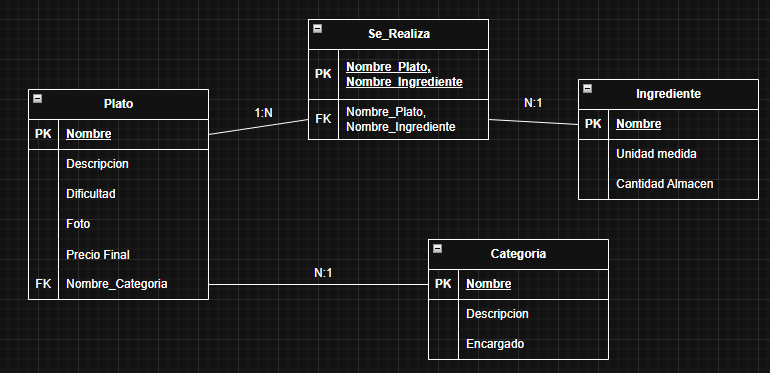 Se_Realiza
PK
Nombre_Plato,
Nombre_Ingrediente
FK
Nombre_Plato,
Nombre_Ingrediente
Plato
PK
Nombre
Descripcion
Dificultad
Foto
Precio Final
FK
Nombre_Categoria
1:N
N:1
Ingrediente
PK
Nombre
Unidad medida
Cantidad Almacen
N:1
Categoria
PK
Nombre
Descripcion
Encargado